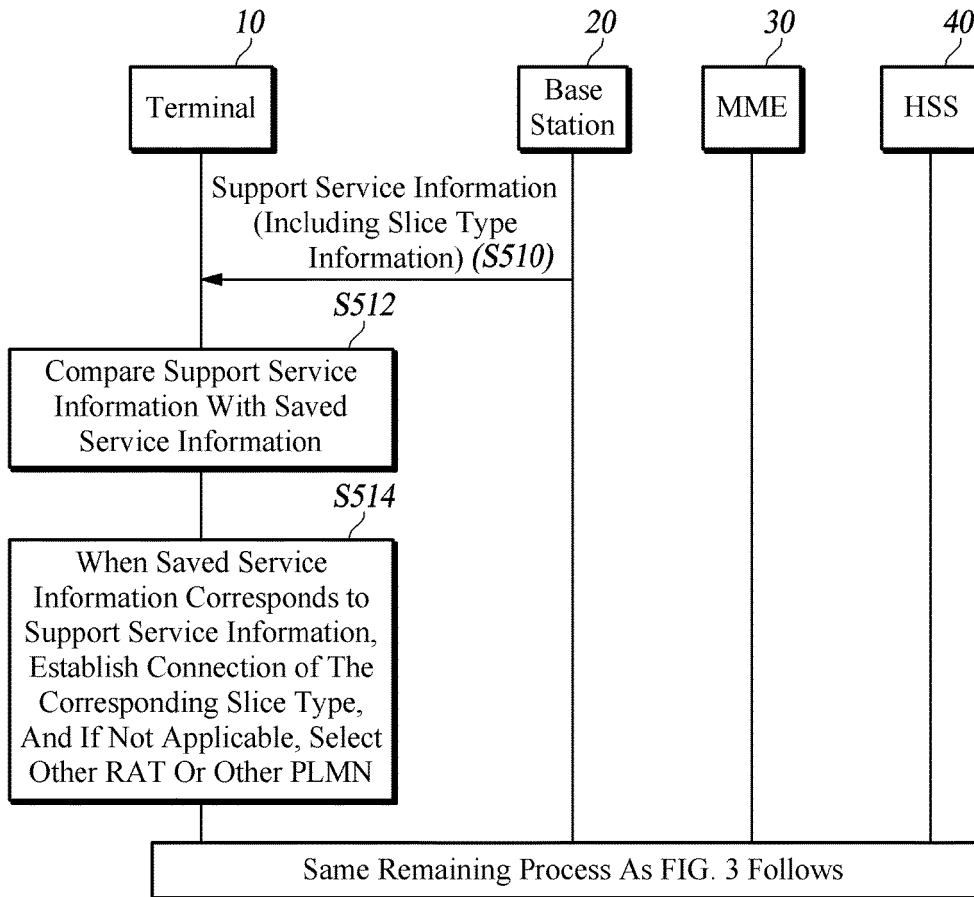 10
20
30
40
Terminal
Base
Station
MME
HSS
Support Service Information
(Including Slice Type
Information) (S510)
S512
Compare Support Service
Information With Saved
Service Information
S514
When Saved Service
Information Corresponds to
Support Service Information,
Establish Connection of The
Corresponding Slice Type,
And If Not Applicable, Select
Other RAT Or Other PLMN
Same Remaining Process As FIG. 3 Follows